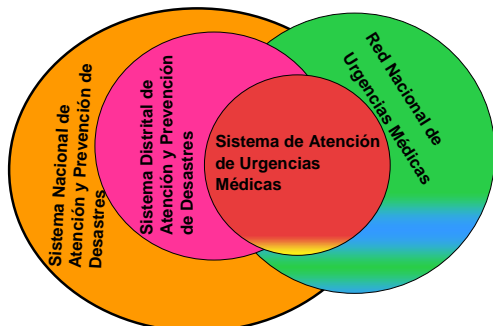 Sistema Nacional de
Atención y Prevención de
Desastres
Sistema Distrital de
Atención y Prevención
de Desastres
Sistema de Atención
de Urgencias
Médicas
Red Nacional de
Urgencias Médicas